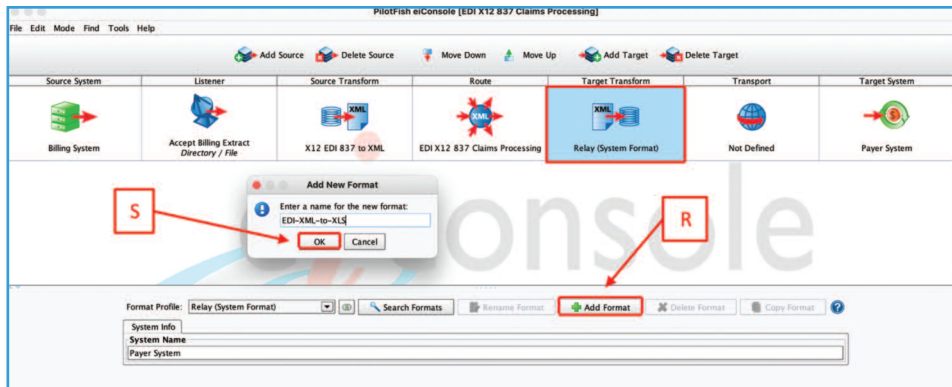 PilotFish eiConsole [EDI X12 837 Claims Processing]
File Edit Mode Find Tools Help
Add Source Delete Source Move Down Move Up Add Target Delete Target
Source System Listener Source Transform Route Target Transform Transport Target System
XML XML XML
Billing System Accept Billing Extract X12 EDI 837 to XML EDI X12 837 Claims Processing Relay (System Format) Not Defined Payer System
Directory / File
Add New Format
S
Enter a name for the new format:
EDI-XML-to-XLS
OK Cancel
R
Console
Format Profile: Relay (System Format) Search Formats Rename Format Add Format Delete Format Copy Format ?
System Info
System Name
Payer System